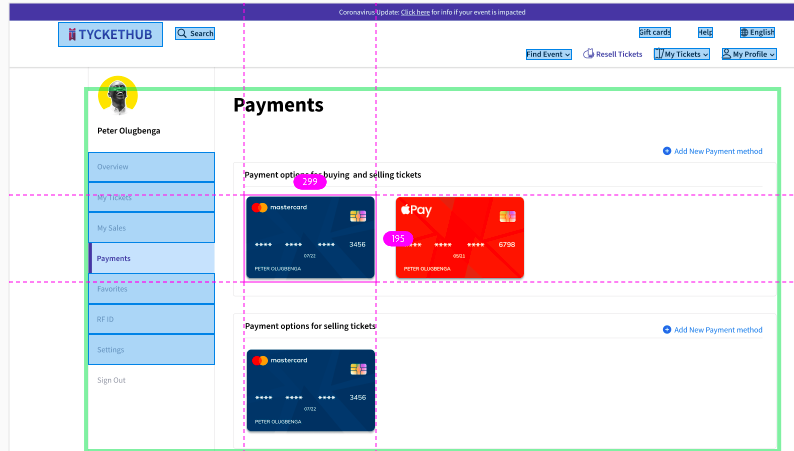 Coronavirus Update: Click here for info if your event is impacted
TYCKETHUB
Search
Gift cards
Help
English
Find Event
Resell Tickets
My Tickets
My Profile
Peter Olugbenga
Overview
My Tickets
My Sales
Payments
Favorites
RF ID
Settings
Sign Out
Payments
Add New Payment method
Payment options for buying and selling tickets
299
mastercard
**** **** **** 3456
07/22
PETER OLUGBENGA
195
Pay
**** **** **** 6798
05/21
PETER OLUGBENGA
Payment options for selling tickets
Add New Payment method
mastercard
**** **** **** 3456
07/22
PETER OLUGBENGA